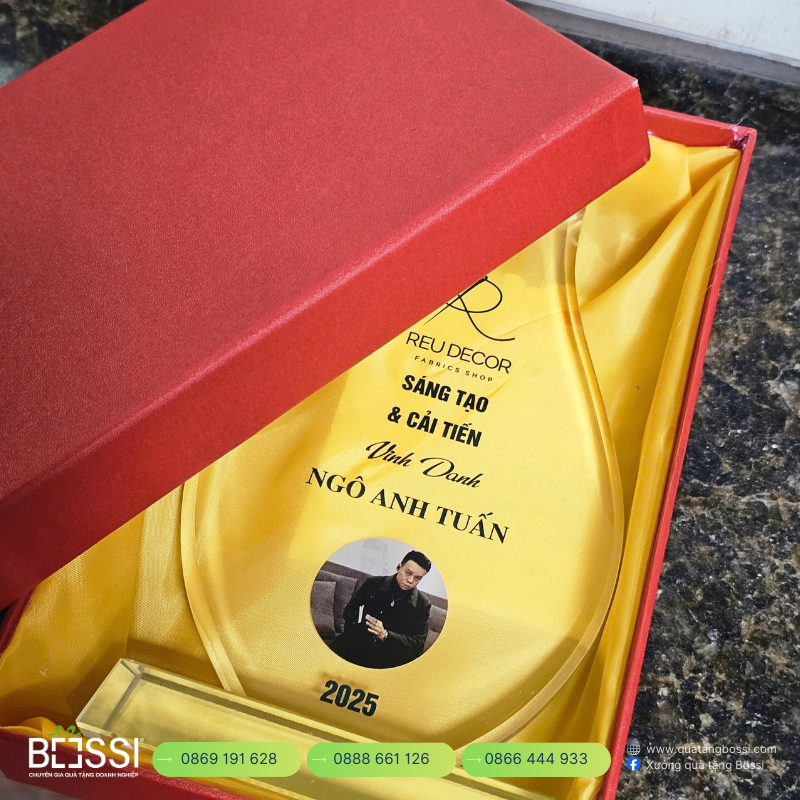 R
REU DECOR
FABRICS SHOP
SÁNG TẠO
& CẢI TIẾN
Vinh Danh
NGÔ ANH TUẤN
2025
BOSSI
CHUYÊN GIA QUÀ TẶNG DOANH NGHIỆP
0869 191 628
0888 661 126
0866 444 933
www.quatangbossi.com
Xưởng quà tặng Bossi